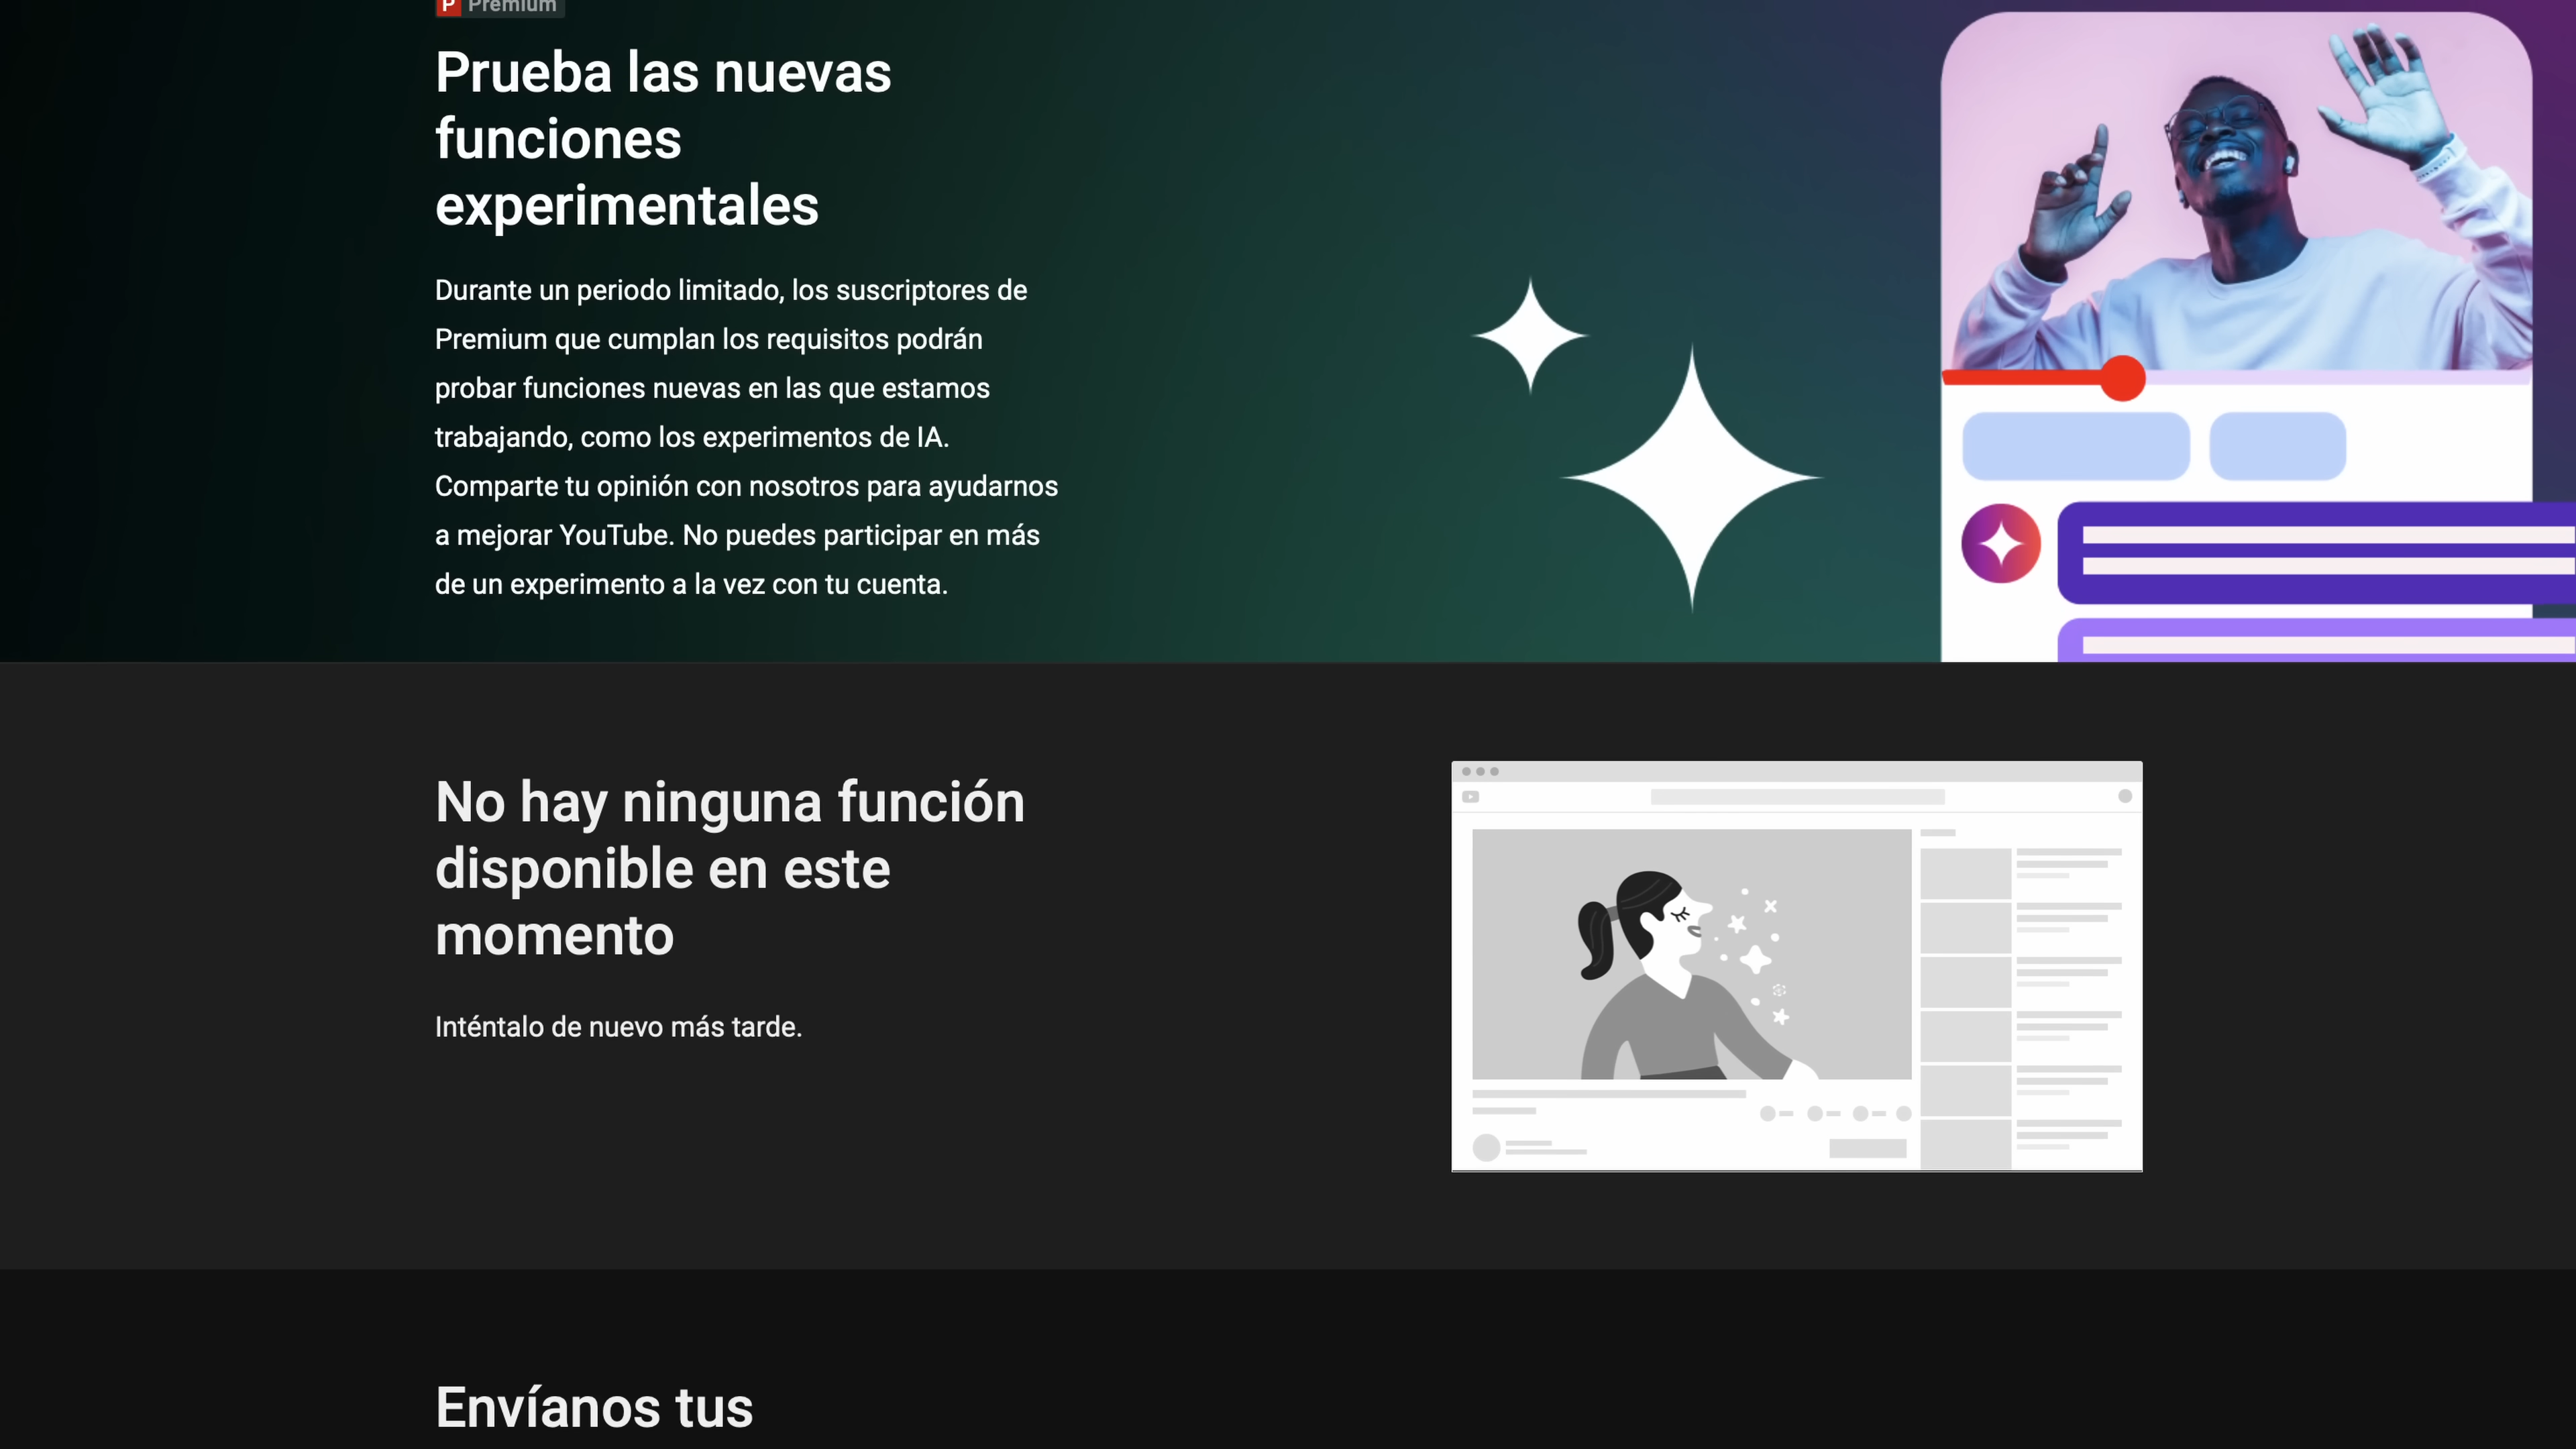 P Premium
Prueba las nuevas
funciones
experimentales
Durante un periodo limitado, los suscriptores de
Premium que cumplan los requisitos podrán
probar funciones nuevas en las que estamos
trabajando, como los experimentos de IA.
Comparte tu opinión con nosotros para ayudarnos
a mejorar YouTube. No puedes participar en más
de un experimento a la vez con tu cuenta.
No hay ninguna función
disponible en este
momento
Inténtalo de nuevo más tarde.
Envíanos tus